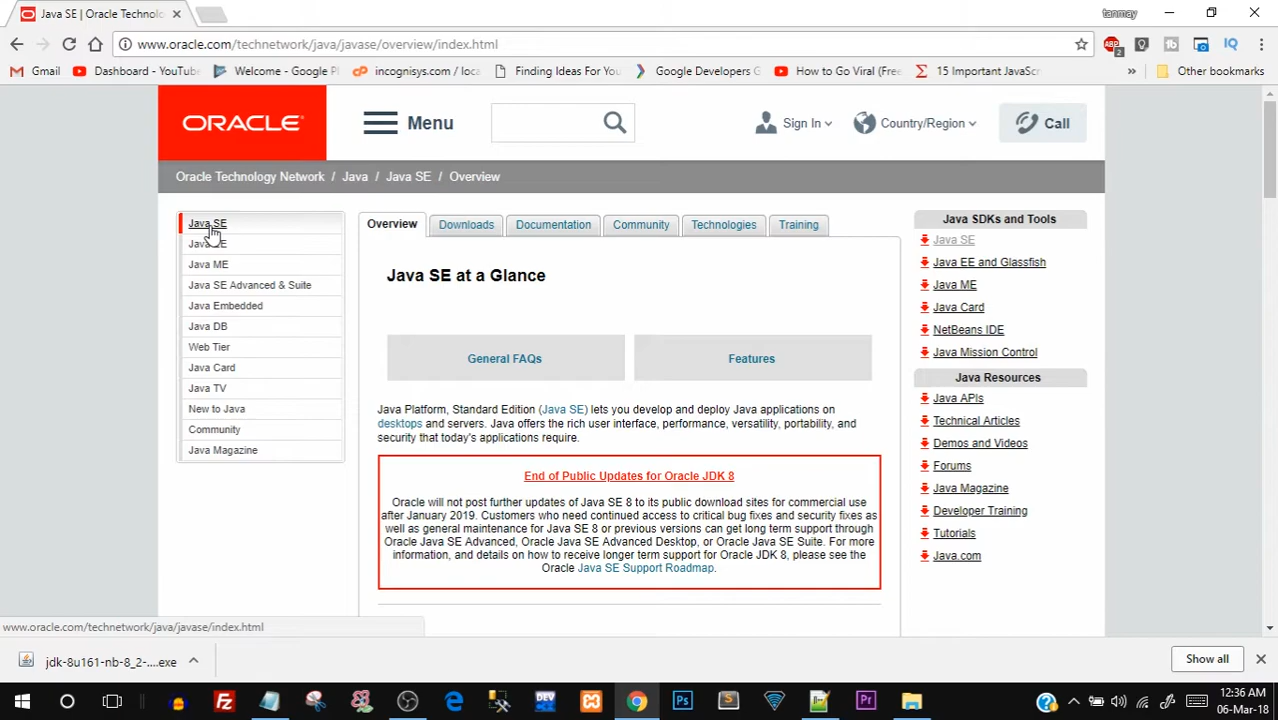 Java SE | Oracle Technolo
tanmay
www.oracle.com/technetwork/java/javase/overview/index.html
ABP
2
IQ
Gmail
Dashboard - YouTube
Welcome - Google P
incognisys.com / loca
Finding Ideas For You
Google Developers G
How to Go Viral (Free
15 Important JavaScr
»
Other bookmarks
ORACLE
Menu
Sign In
Country/Region
Call
Oracle Technology Network / Java / Java SE / Overview
Java SE
Java EE
Java ME
Java SE Advanced & Suite
Java Embedded
Java DB
Web Tier
Java Card
Java TV
New to Java
Community
Java Magazine
Overview
Downloads
Documentation
Community
Technologies
Training
Java SE at a Glance
General FAQs
Features
Java Platform, Standard Edition (Java SE) lets you develop and deploy Java applications on
desktops and servers. Java offers the rich user interface, performance, versatility, portability, and
security that today's applications require.
End of Public Updates for Oracle JDK 8
Oracle will not post further updates of Java SE 8 to its public download sites for commercial use
after January 2019. Customers who need continued access to critical bug fixes and security fixes as
well as general maintenance for Java SE 8 or previous versions can get long term support through
Oracle Java SE Advanced, Oracle Java SE Advanced Desktop, or Oracle Java SE Suite. For more
information, and details on how to receive longer term support for Oracle JDK 8, please see the
Oracle Java SE Support Roadmap.
Java SDKs and Tools
Java SE
Java EE and Glassfish
Java ME
Java Card
NetBeans IDE
Java Mission Control
Java Resources
Java APIs
Technical Articles
Demos and Videos
Forums
Java Magazine
Developer Training
Tutorials
Java.com
www.oracle.com/technetwork/java/javase/index.html
jdk-8u161-nb-8_2-....exe
Show all
Fz
DEV
Ps
S
Pr
12:36 AM
06-Mar-18